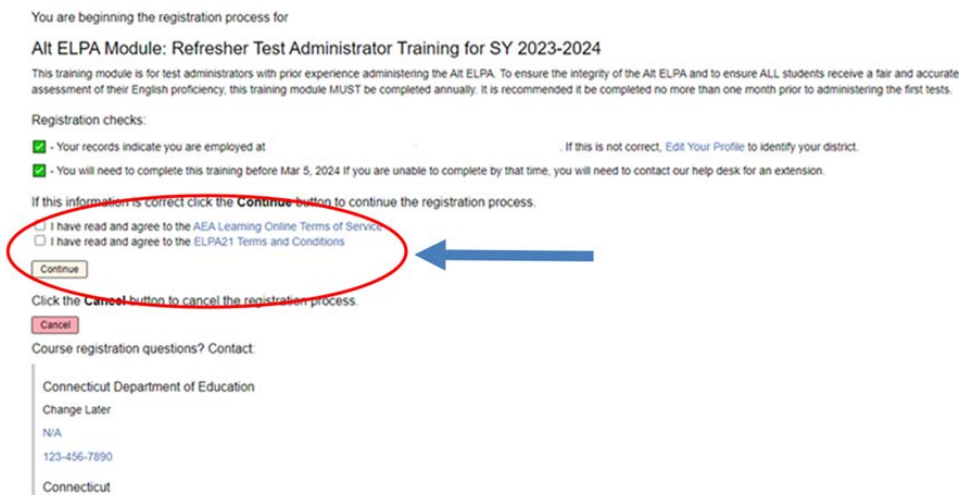 You are beginning the registration process for
Alt ELPA Module: Refresher Test Administrator Training for SY 2023-2024
This training module is for test administrators with prior experience administering the Alt ELPA. To ensure the integrity of the Alt ELPA and to ensure ALL students receive a fair and accurate
assessment of their English proficiency, this training module MUST be completed annually. It is recommended it be completed no more than one month prior to administering the first tests.
Registration checks:
- Your records indicate you are employed at . If this is not correct, Edit Your Profile to identify your district.
- You will need to complete this training before Mar 5, 2024 If you are unable to complete by that time, you will need to contact our help desk for an extension.
If this information is correct click the Continue button to continue the registration process.
I have read and agree to the AEA Learning Online Terms of Service
I have read and agree to the ELPA21 Terms and Conditions
Continue
Click the Cancel button to cancel the registration process.
Cancel
Course registration questions? Contact:
Connecticut Department of Education
Change Later
N/A
123-456-7890
Connecticut